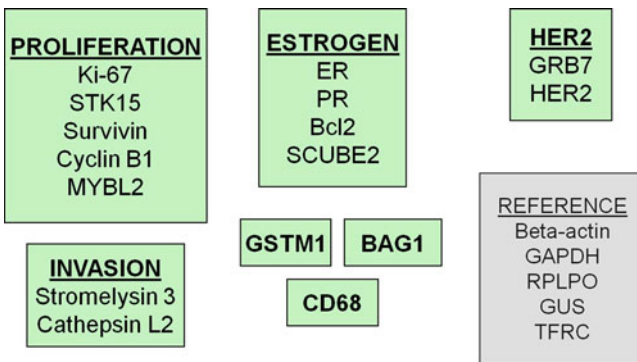 PROLIFERATION
Ki-67
STK15
Survivin
Cyclin B1
MYBL2
ESTROGEN
ER
PR
Bcl2
SCUBE2
HER2
GRB7
HER2
INVASION
Stromelysin 3
Cathepsin L2
GSTM1
BAG1
CD68
REFERENCE
Beta-actin
GAPDH
RPLPO
GUS
TFRC